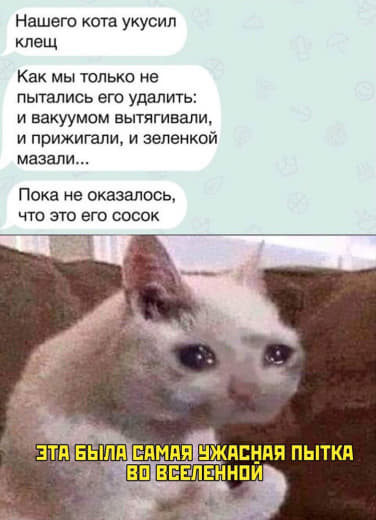 Нашего кота укусил
клещ
Как мы только не
пытались его удалить:
и вакуумом вытягивали,
и прижигали, и зеленкой
мазали...
Пока не оказалось,
что это его сосок
ЭТА БЫЛА САМАЯ УЖАСНАЯ ПЫТКА
ВО ВСЕЛЕННОЙ